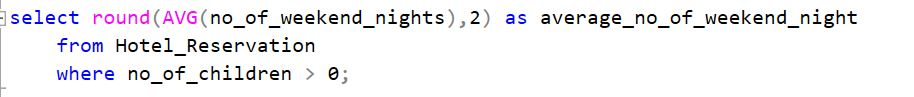 select round(AVG(no_of_weekend_nights),2) as average_no_of_weekend_night
from Hotel_Reservation
where no_of_children > 0;